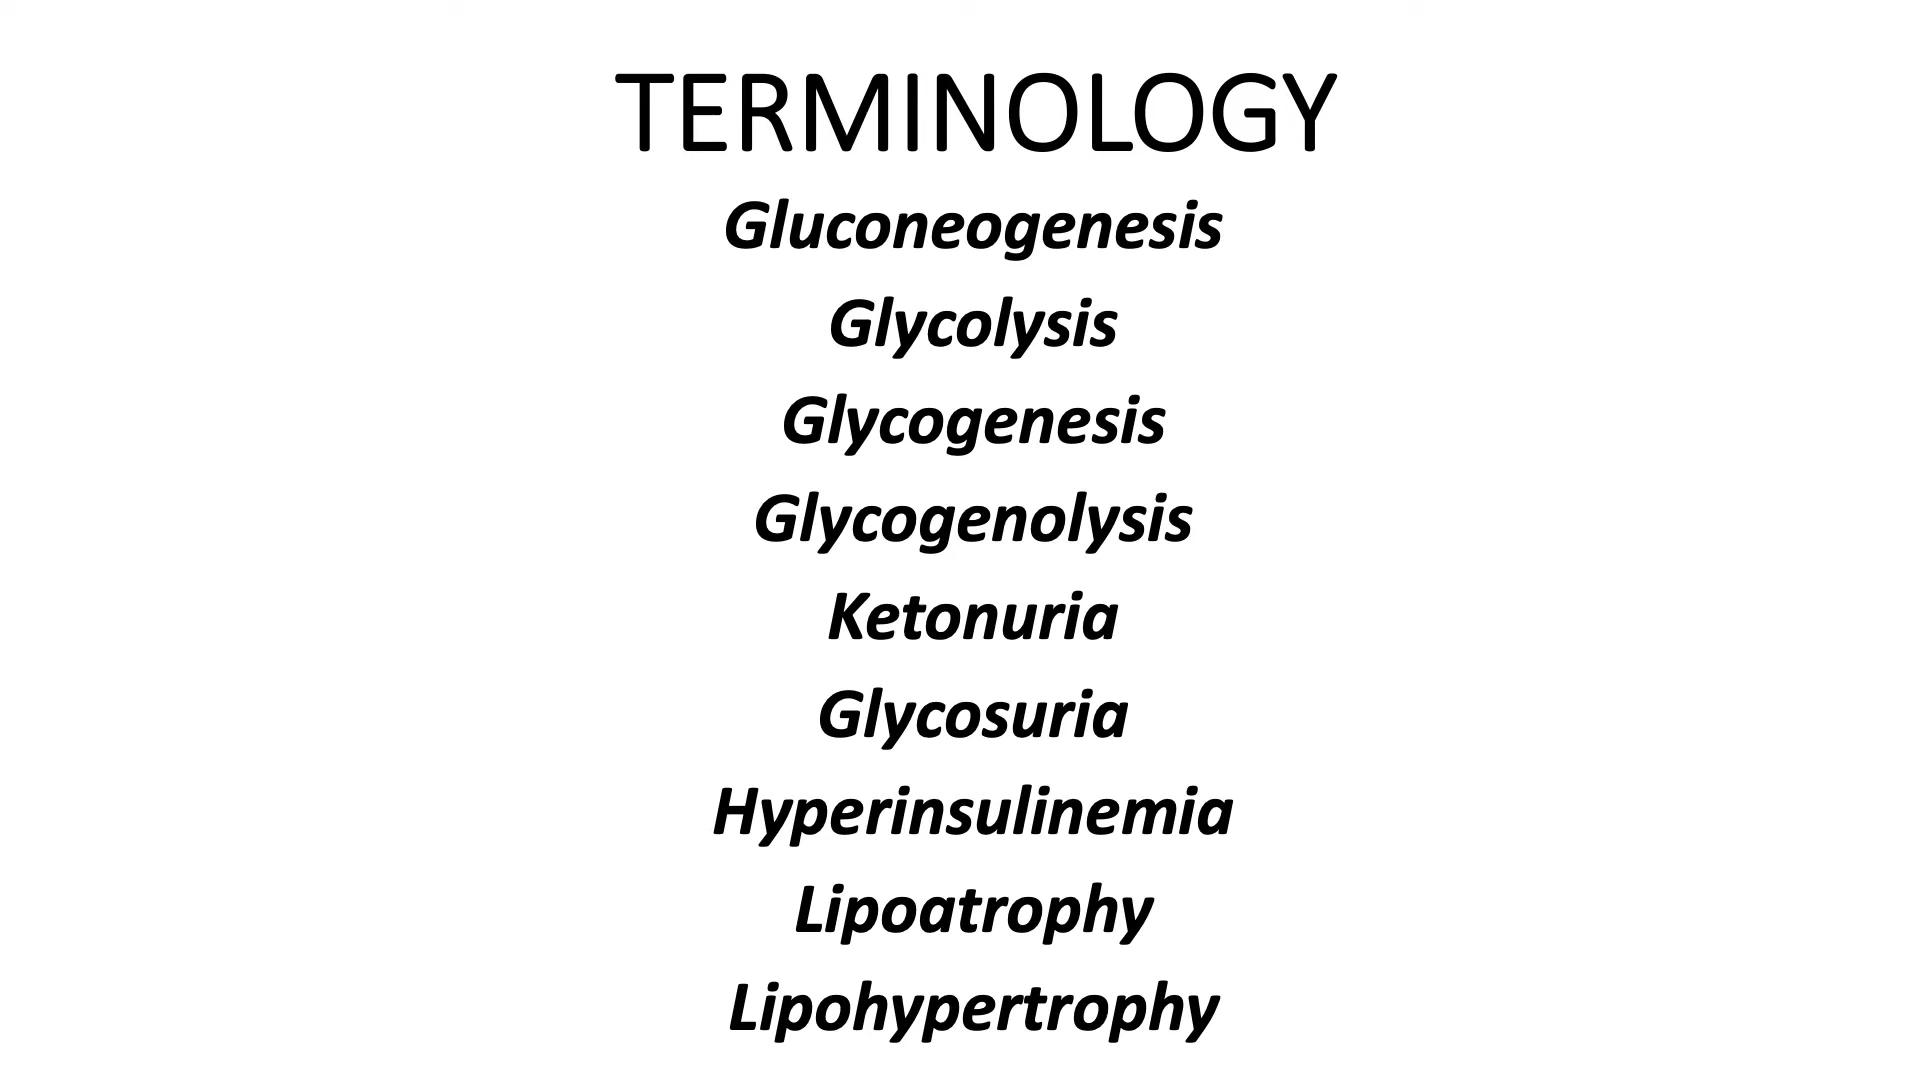 TERMINOLOGY
Gluconeogenesis
Glycolysis
Glycogenesis
Glycogenolysis
Ketonuria
Glycosuria
Hyperinsulinemia
Lipoatrophy
Lipohypertrophy